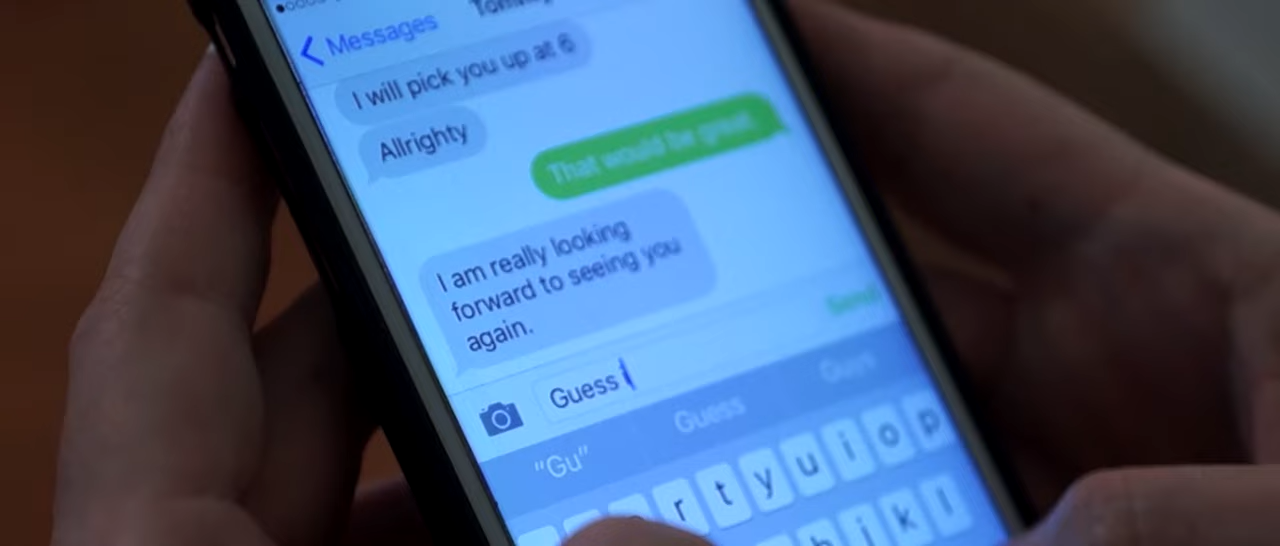 Messages
I will pick you up at 6
Allrighty
That would be great
I am really looking
forward to seeing you
again.
Send
Guess
"Gu"
Guess
r t y u i o p
h j k l